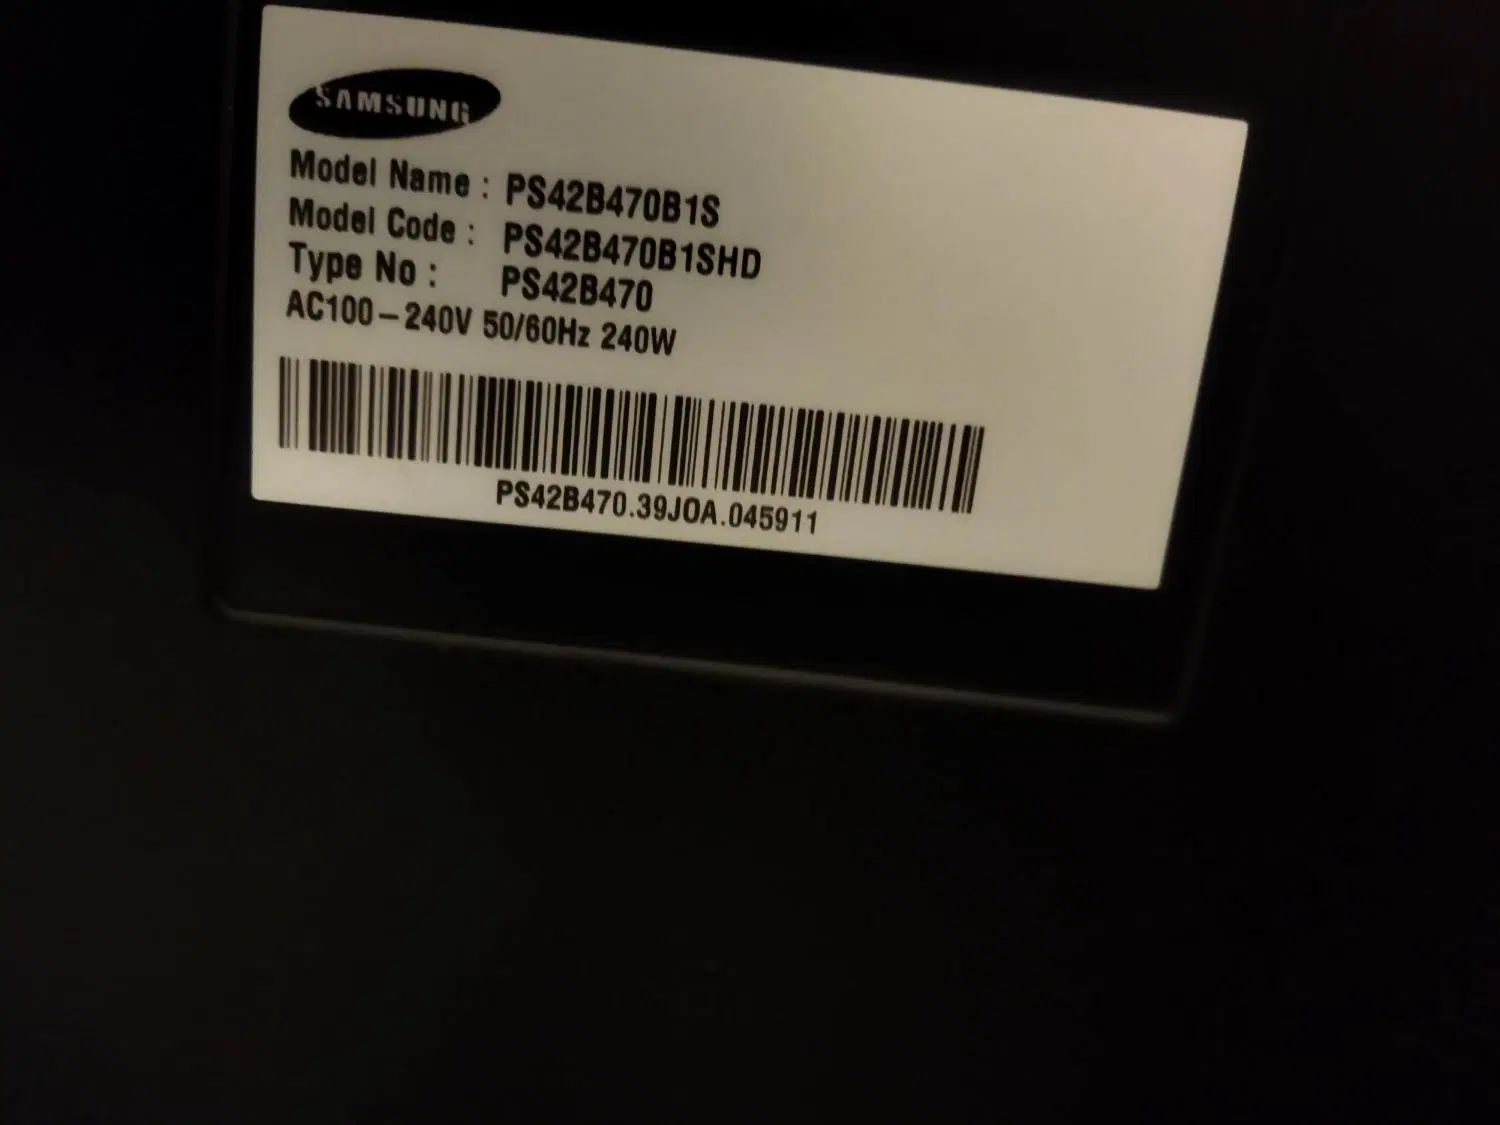 SAMSUNG
Model Name : PS42B470B1S
Model Code : PS42B470B1SHD
Type No : PS42B470
AC100-240V 50/60Hz 240W
PS42B470.39JOA.045911